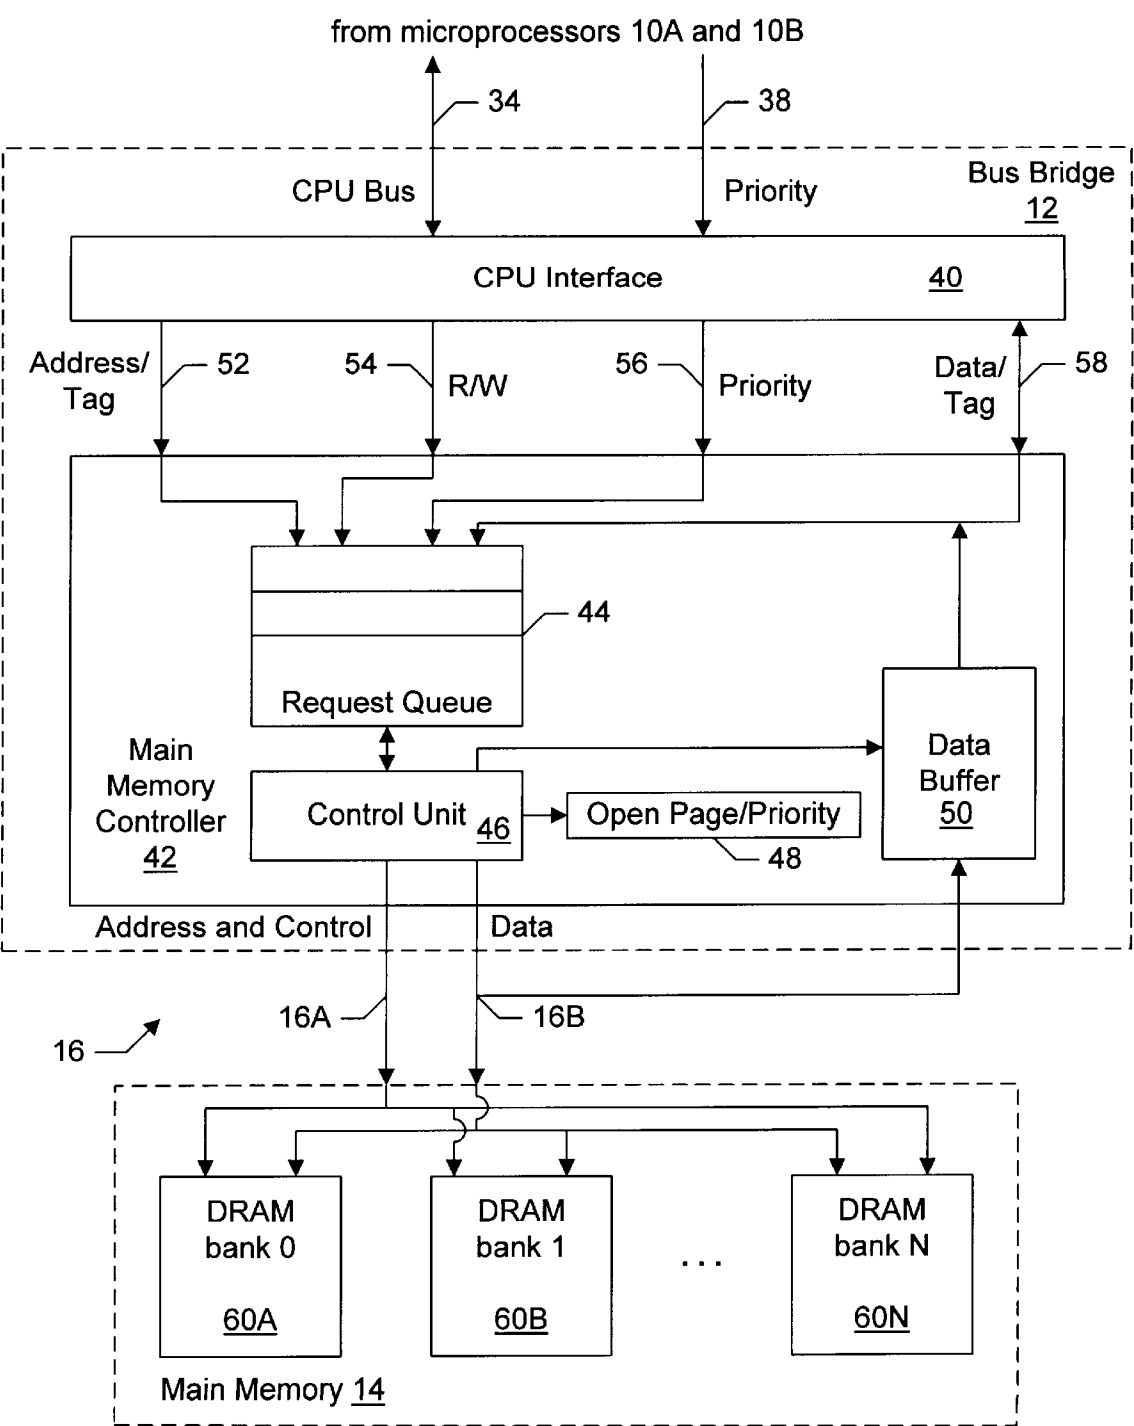 from microprocessors 10A and 10B
34
38
CPU Bus
Priority
Bus Bridge
12
CPU Interface 40
Address/
Tag
52
54
R/W
56
Priority
Data/
Tag
58
44
Request Queue
Main
Memory
Controller
42
Control Unit 46
Open Page/Priority
48
Data
Buffer
50
Address and Control
Data
16A
16B
16
DRAM
bank 0
60A
DRAM
bank 1
60B
...
DRAM
bank N
60N
Main Memory 14